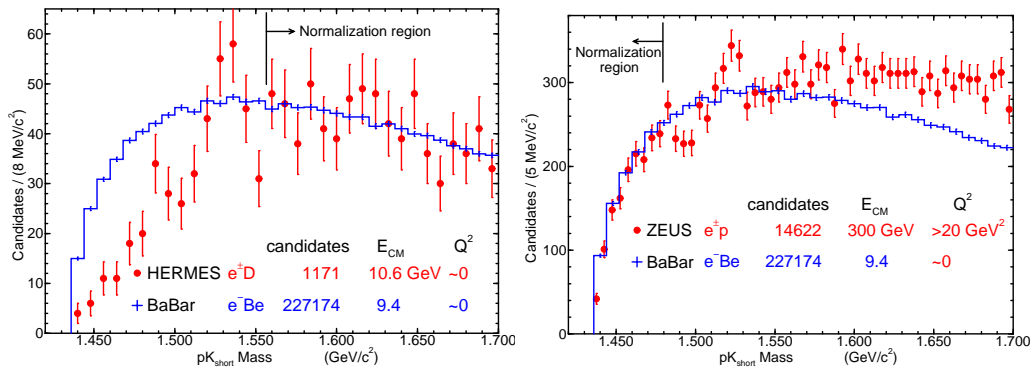 Candidates / (8 MeV/c²)
60
50
40
30
20
10
0
Normalization region
candidates E_CM Q²
HERMES e±D 1171 10.6 GeV ~0
BaBar e⁻Be 227174 9.4 ~0
1.450 1.500 1.550 1.600 1.650 1.700
pK_short Mass (GeV/c²)
Candidates / (5 MeV/c²)
300
200
100
0
Normalization
region
candidates E_CM Q²
ZEUS e±p 14622 300 GeV >20 GeV²
BaBar e⁻Be 227174 9.4 ~0
1.450 1.500 1.550 1.600 1.650 1.700
pK_short Mass (GeV/c²)